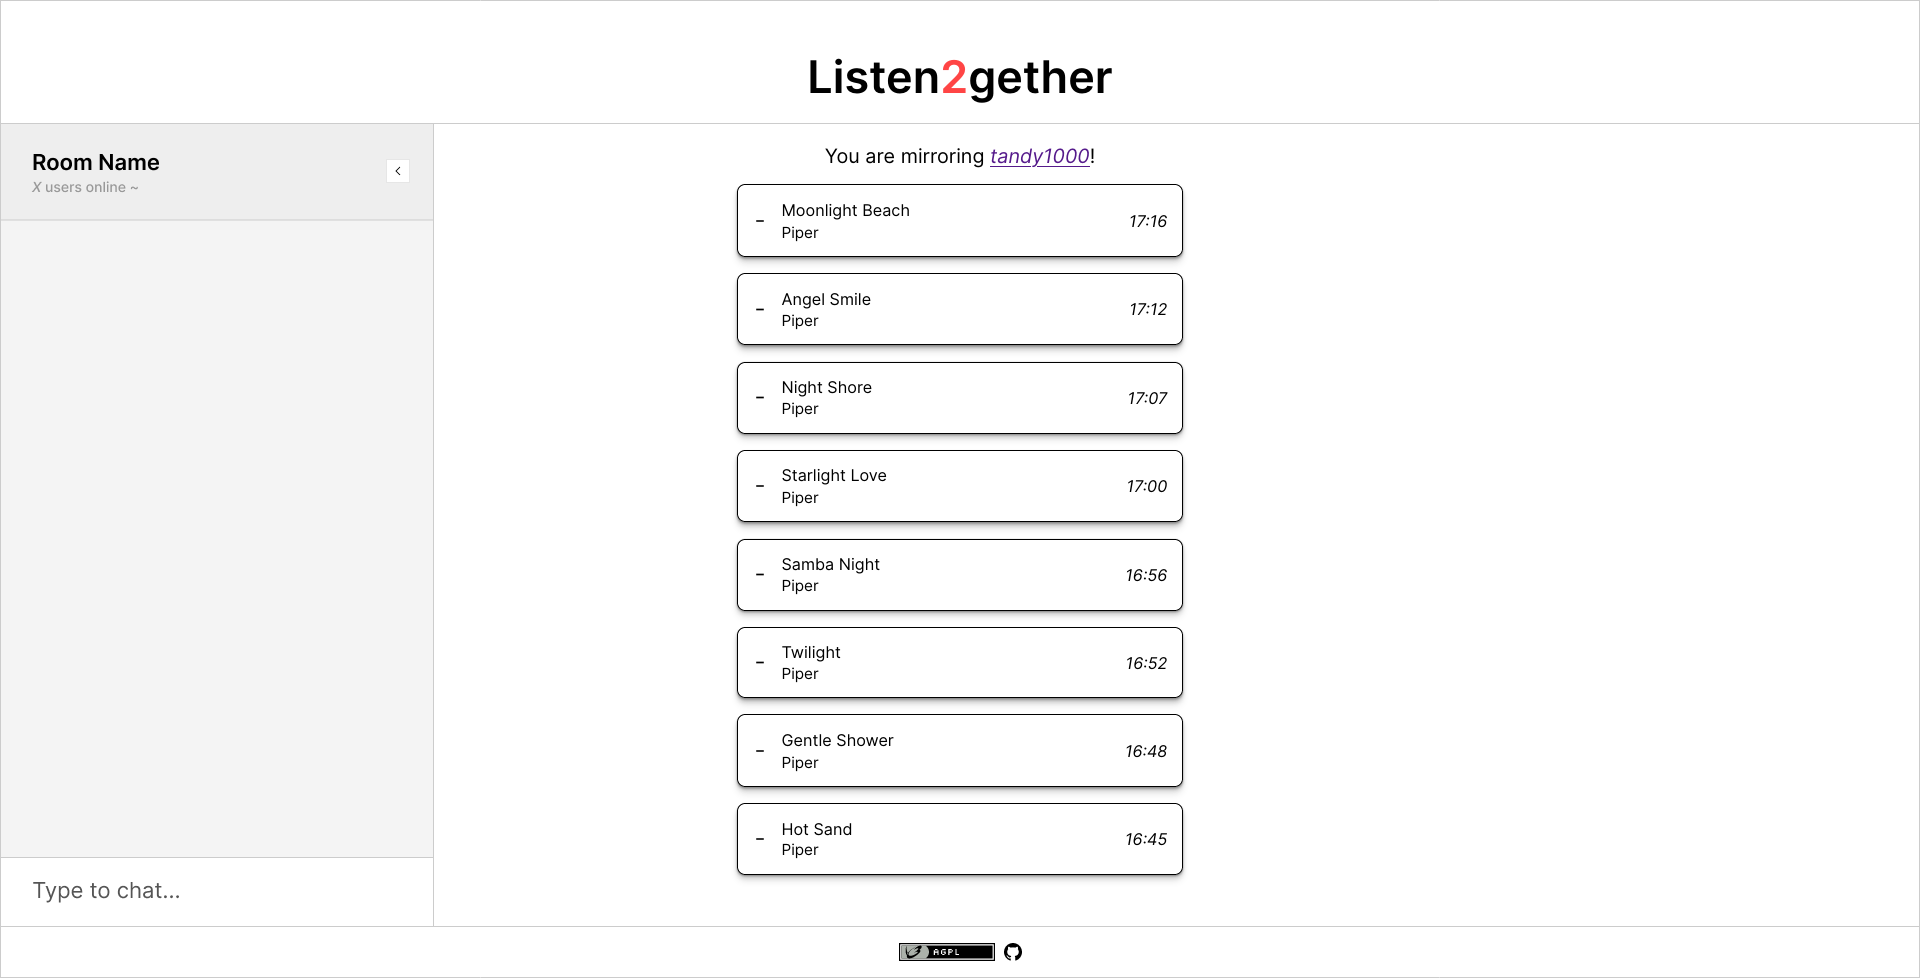 Listen2gether
Room Name
X users online ~
<
You are mirroring tandy1000!
– Moonlight Beach 17:16
Piper
– Angel Smile 17:12
Piper
– Night Shore 17:07
Piper
– Starlight Love 17:00
Piper
– Samba Night 16:56
Piper
– Twilight 16:52
Piper
– Gentle Shower 16:48
Piper
– Hot Sand 16:45
Piper
Type to chat...
AGPL